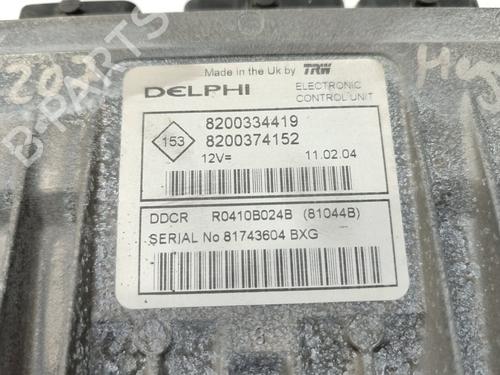 Made in the Uk by TRW
DELPHI
ELECTRONIC
CONTROL UNIT
153
8200334419
8200374152
12V= 11.02.04
DDCR R0410B024B (81044B)
SERIAL No 81743604 BXG